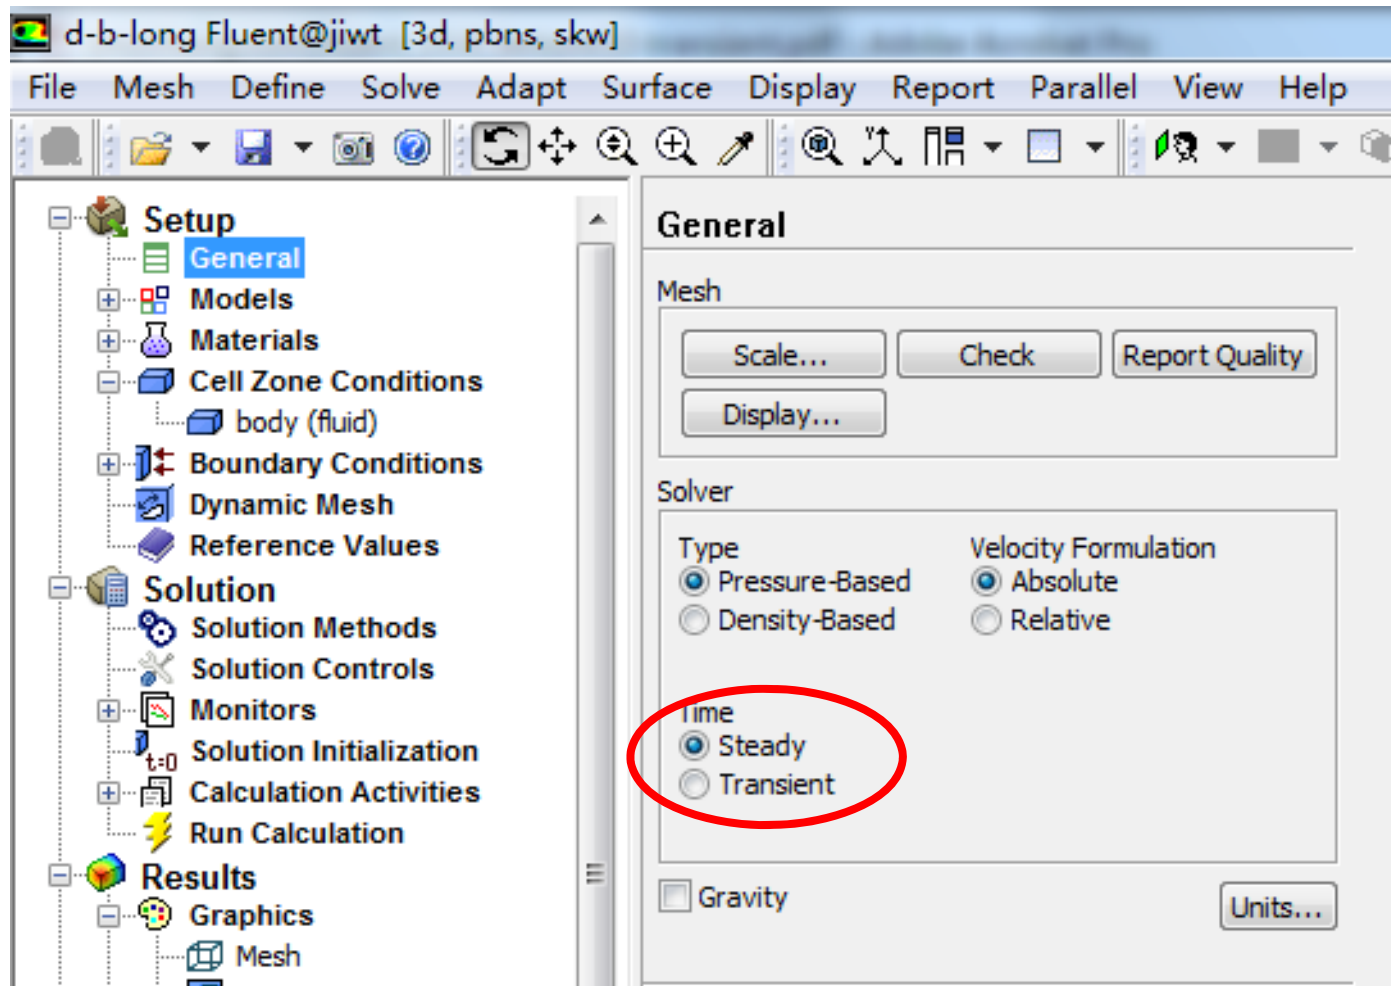 d-b-long Fluent@jiwt [3d, pbns, skw]
File Mesh Define Solve Adapt Surface Display Report Parallel View Help
Setup
General
Models
Materials
Cell Zone Conditions
body (fluid)
Boundary Conditions
Dynamic Mesh
Reference Values
Solution
Solution Methods
Solution Controls
Monitors
t=0 Solution Initialization
Calculation Activities
Run Calculation
Results
Graphics
Mesh
General
Mesh
Scale... Check Report Quality
Display...
Solver
Type Velocity Formulation
Pressure-Based Absolute
Density-Based Relative
Time
Steady
Transient
Gravity Units...